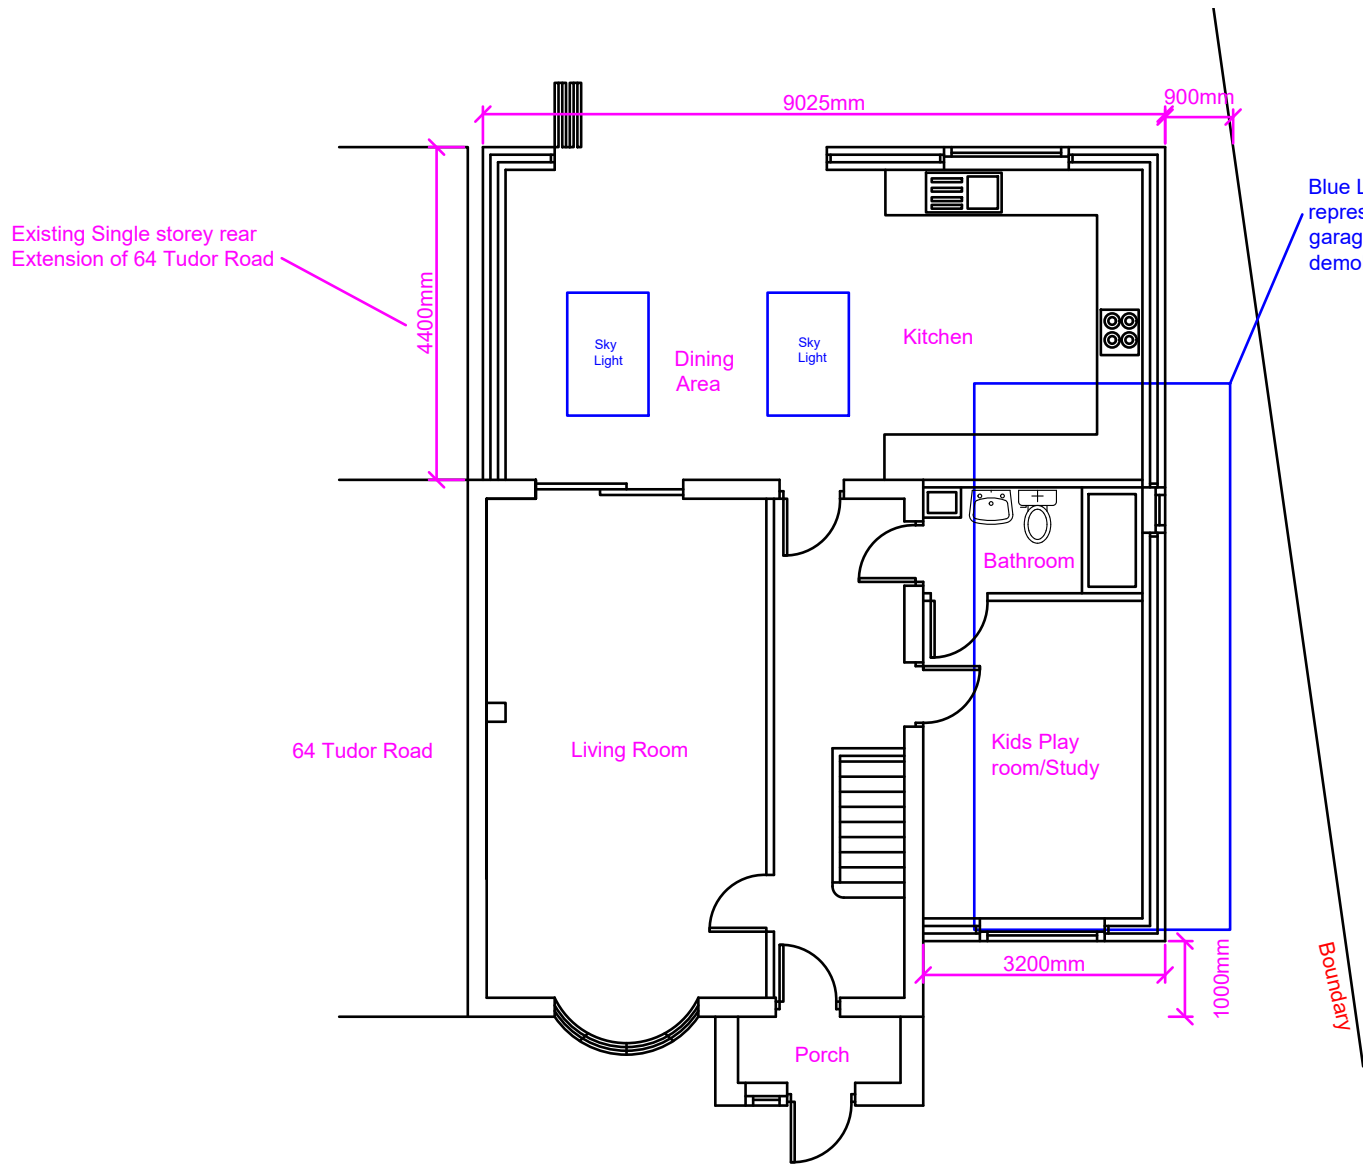 9025mm
900mm
Blue L
repres
garag
demo
Existing Single storey rear
Extension of 64 Tudor Road
4400mm
Sky
Light
Sky
Light
Dining
Area
Kitchen
Bathroom
64 Tudor Road
Living Room
Kids Play
room/Study
3200mm
1000mm
Boundary
Porch